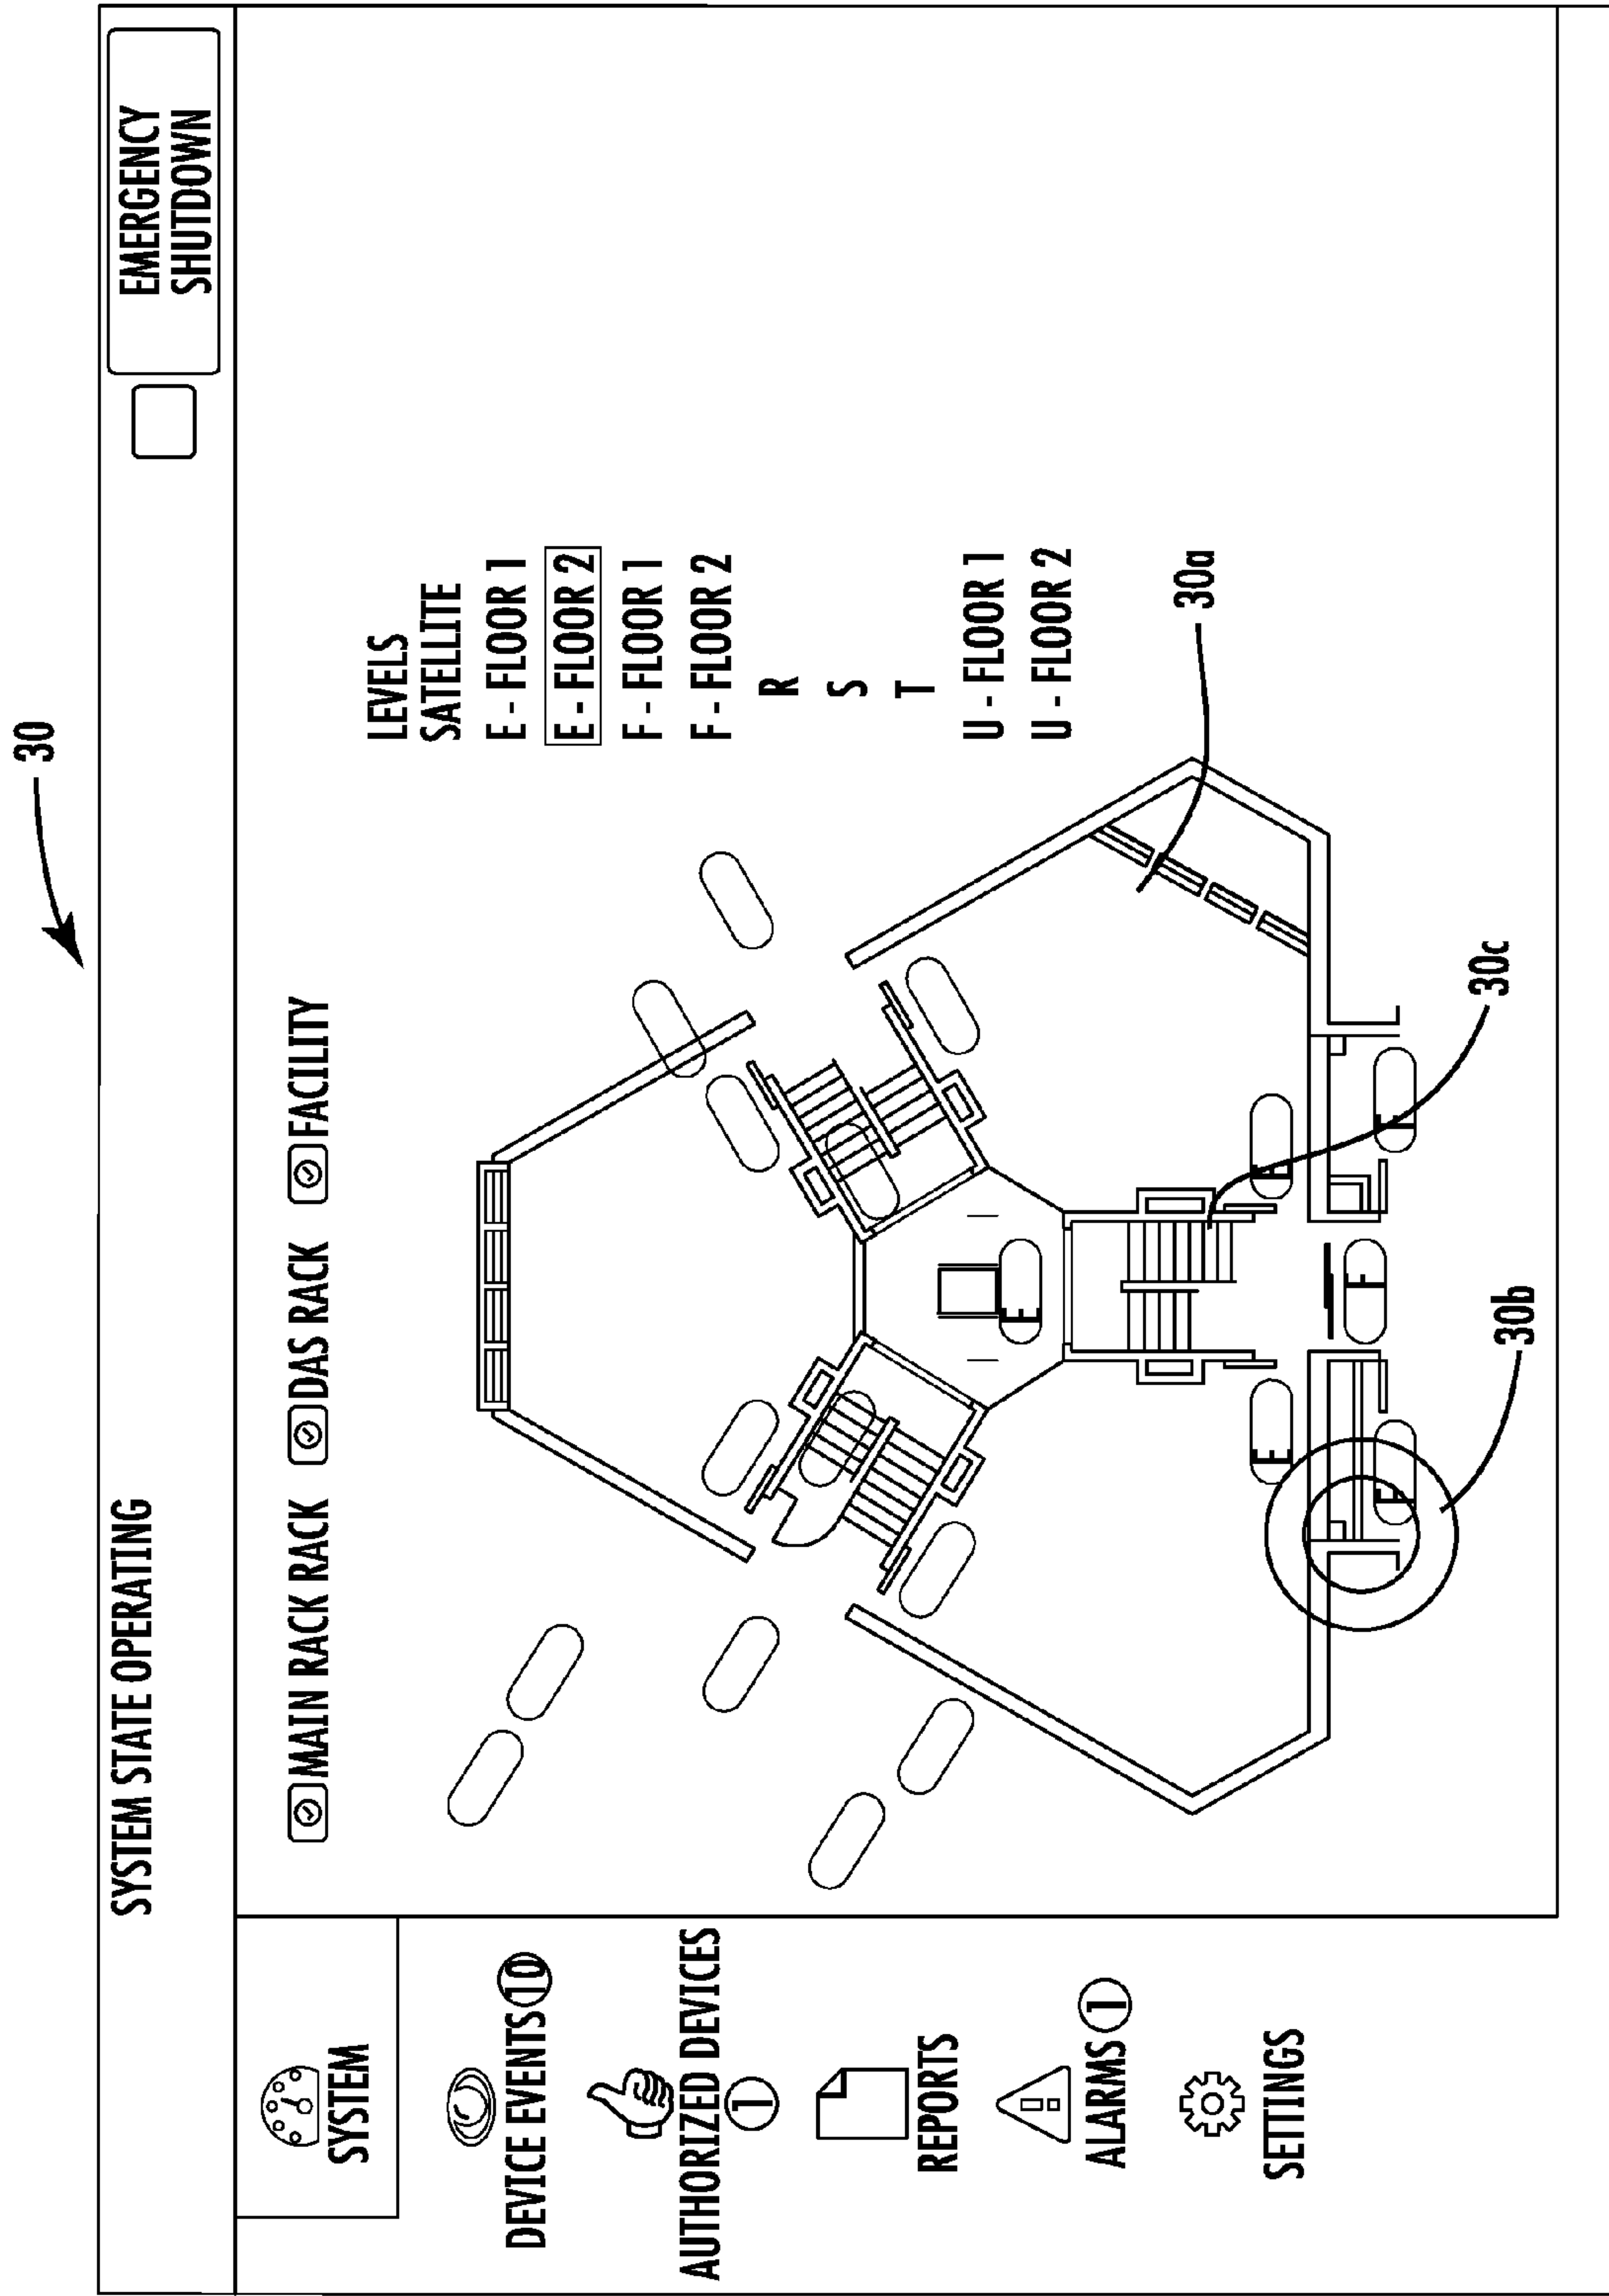 30
SYSTEM STATE OPERATING
EMERGENCY
SHUTDOWN
SYSTEM
DEVICE EVENTS 10
AUTHORIZED DEVICES
1
REPORTS
ALARMS 1
SETTINGS
MAIN RACK RACK
DAS RACK
FACILITY
LEVELS
SATELLITE
E - FLOOR 1
E - FLOOR 2
F - FLOOR 1
F - FLOOR 2
R
S
T
U - FLOOR 1
U - FLOOR 2
E
E
E
E
E
E
30a
30c
30b